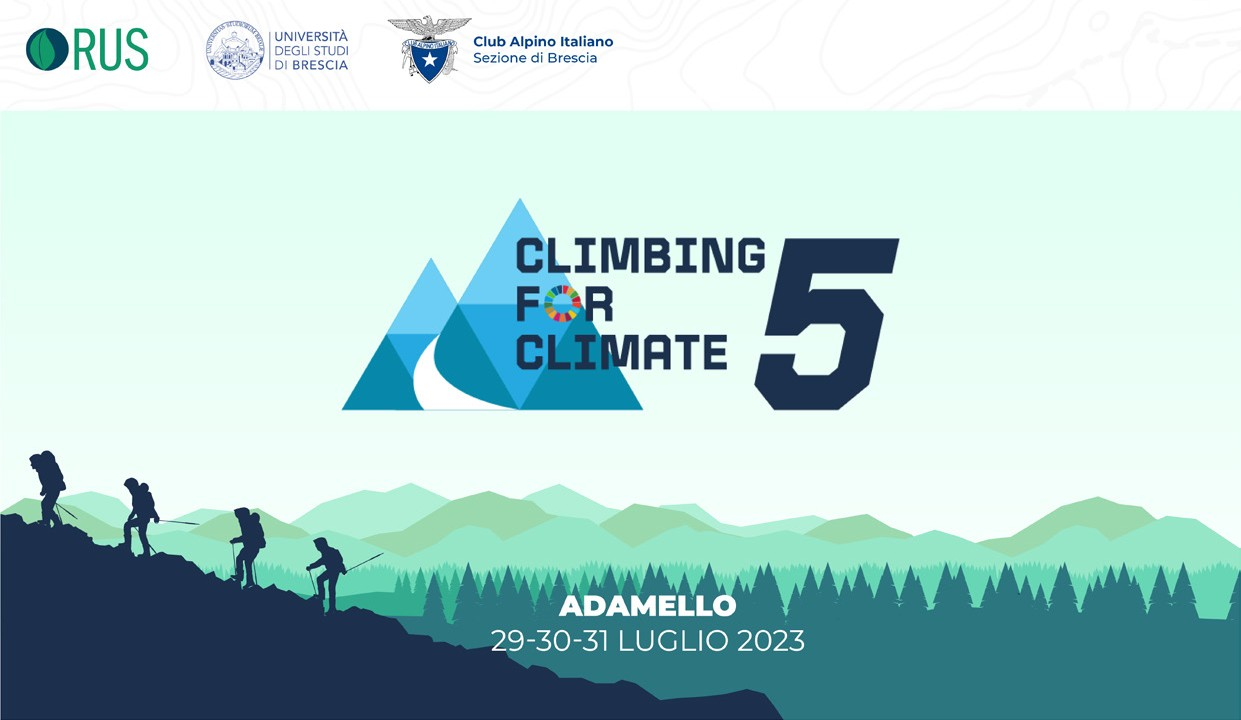 RUS
UNIVERSITÀ
DEGLI STUDI
DI BRESCIA
Club Alpino Italiano
Sezione di Brescia
CLIMBING
FOR
CLIMATE
5
ADAMELLO
29-30-31 LUGLIO 2023